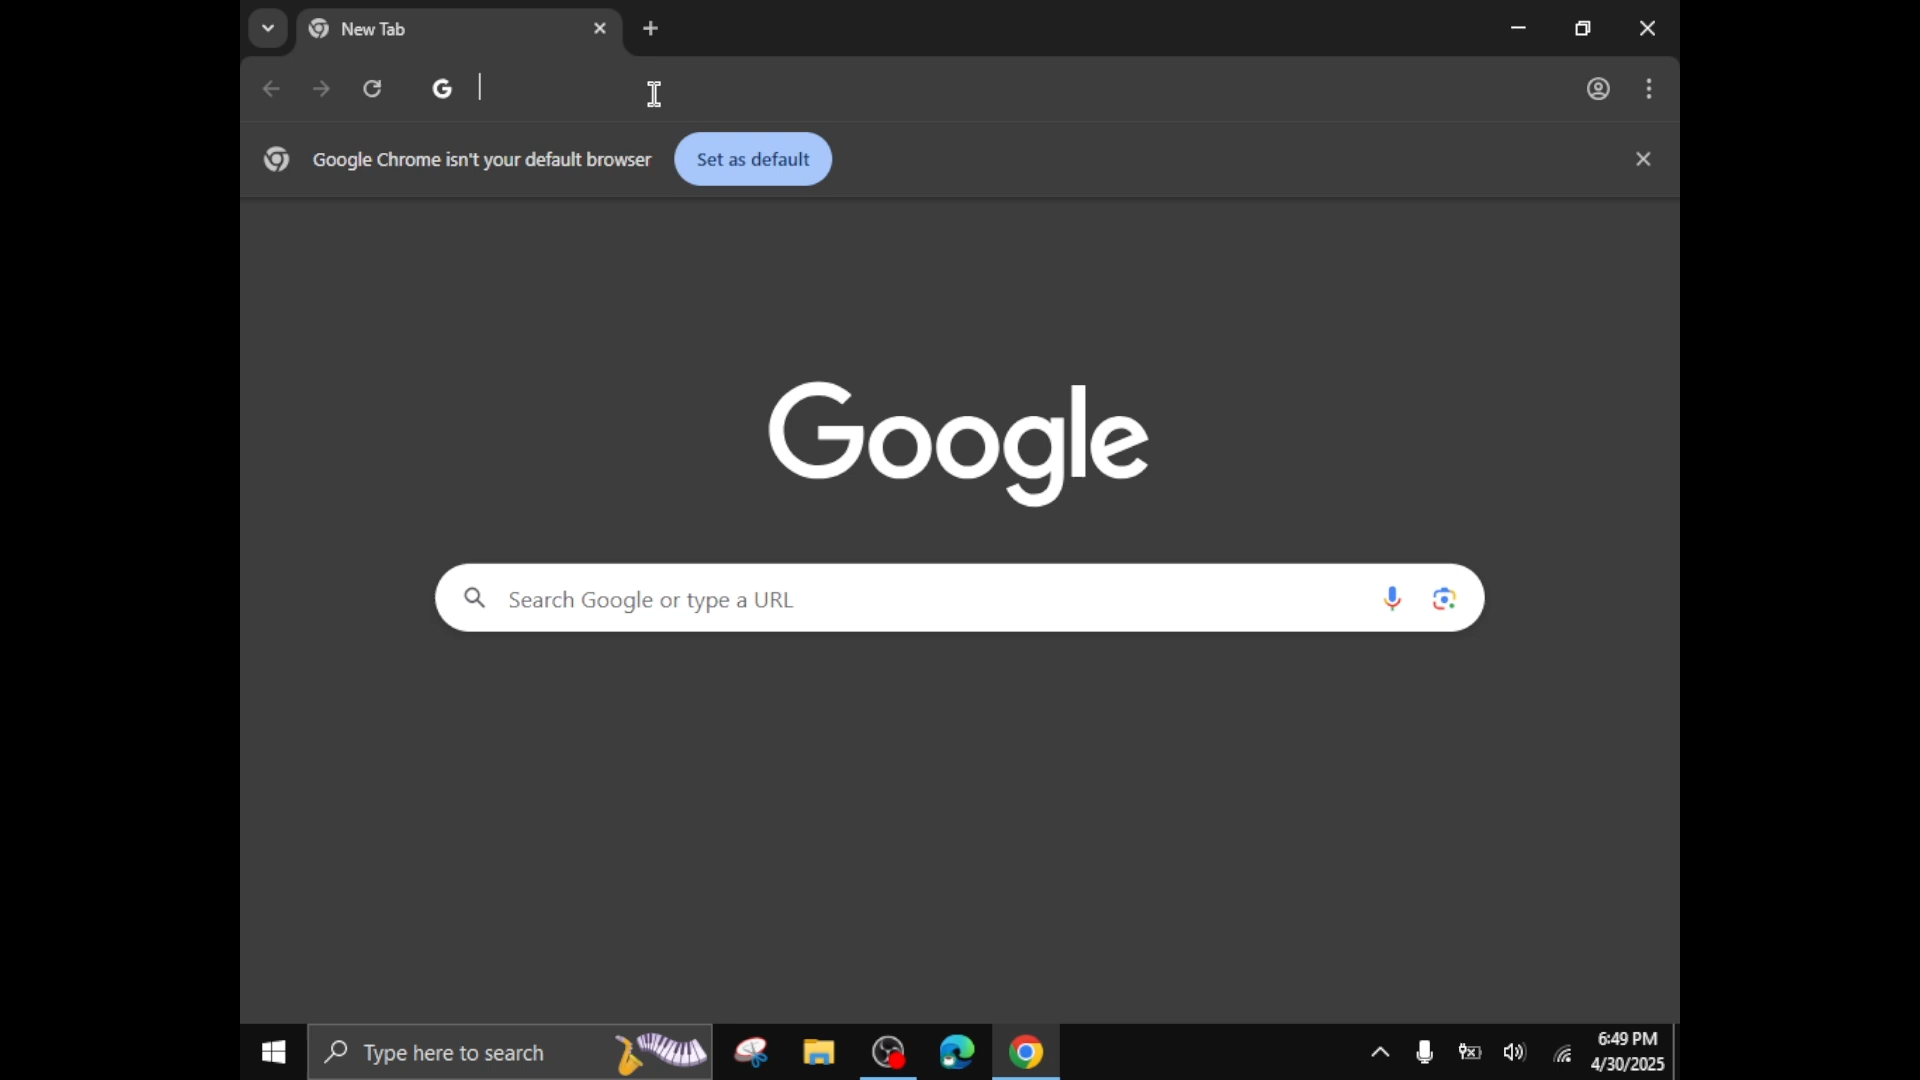 New Tab
Google Chrome isn't your default browser
Set as default
Google
Search Google or type a URL
Type here to search
6:49 PM
4/30/2025